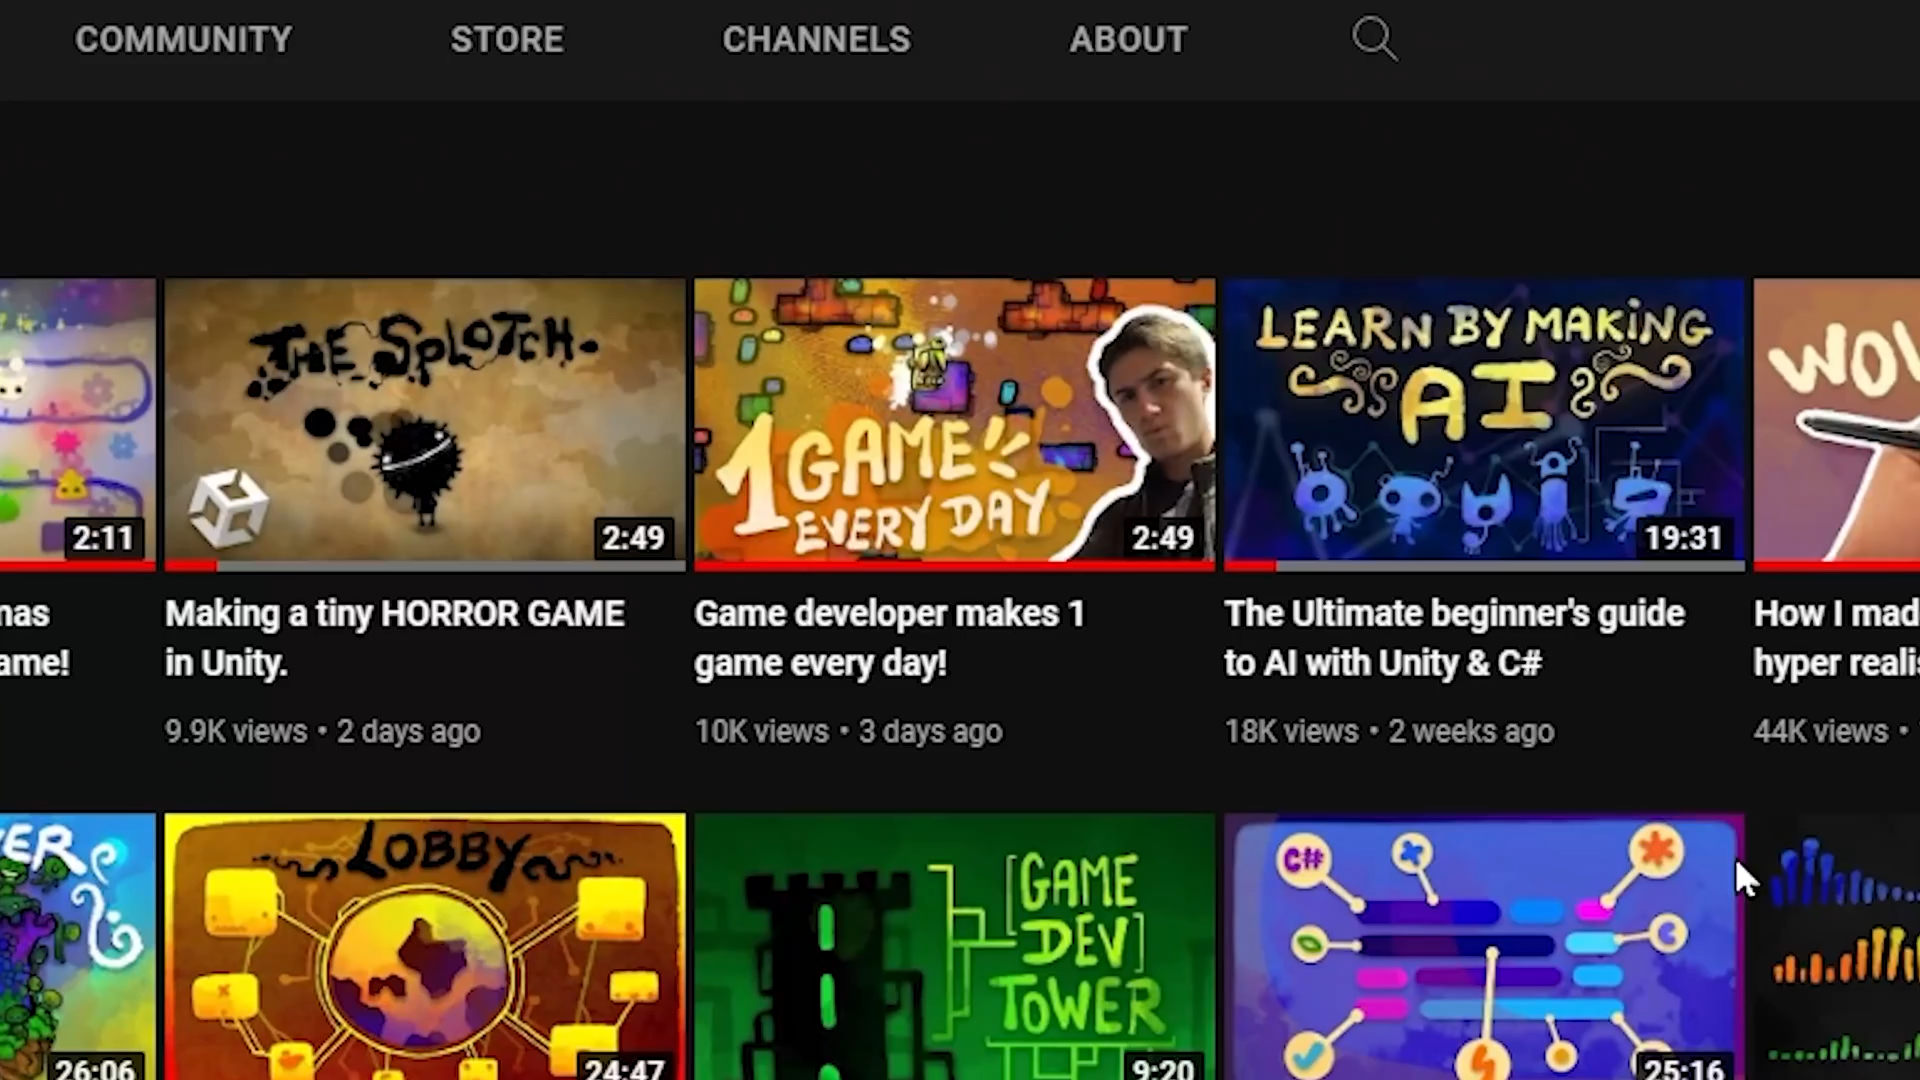 COMMUNITY STORE CHANNELS ABOUT
THE SPLOTCH
2:11
2:49
1 GAME
EVERY DAY
2:49
LEARN BY MAKING
AI
19:31
Making a tiny HORROR GAME
in Unity.
9.9K views • 2 days ago
Game developer makes 1
game every day!
10K views • 3 days ago
The Ultimate beginner's guide
to AI with Unity & C#
18K views • 2 weeks ago
How I mad
44K views •
ame!
26:06
LOBBY
24:47
[GAME
DEV]
TOWER
9:20
C#
25:16